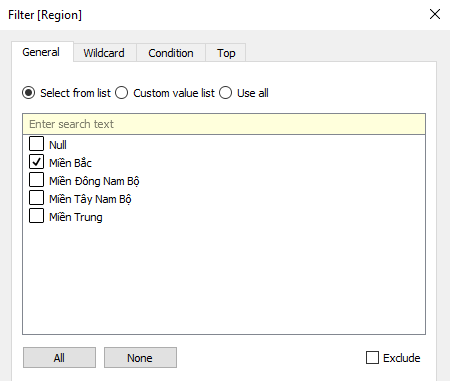 Filter [Region]
General Wildcard Condition Top
Select from list Custom value list Use all
Enter search text
Null
Miền Bắc
Miền Đông Nam Bộ
Miền Tây Nam Bộ
Miền Trung
All None Exclude